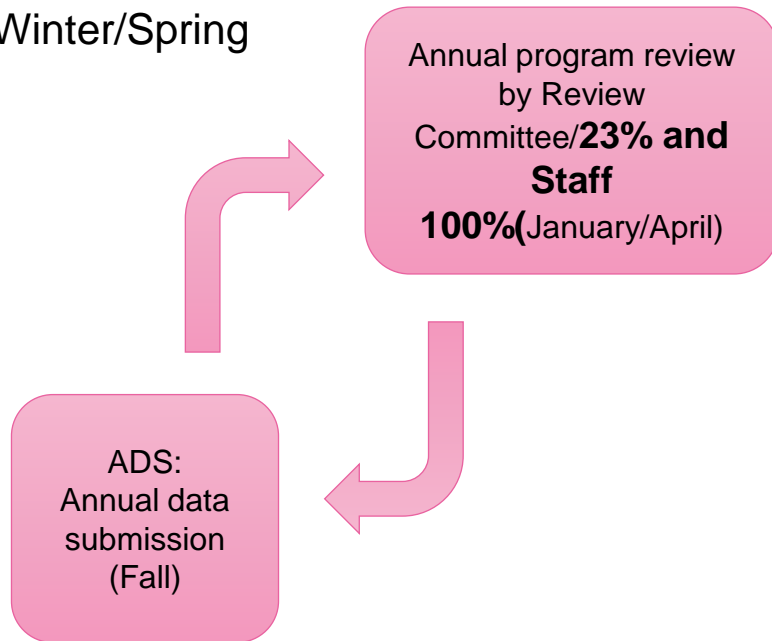 Winter/Spring
Annual program review
by Review
Committee/23% and
Staff
100%(January/April)
ADS:
Annual data
submission
(Fall)